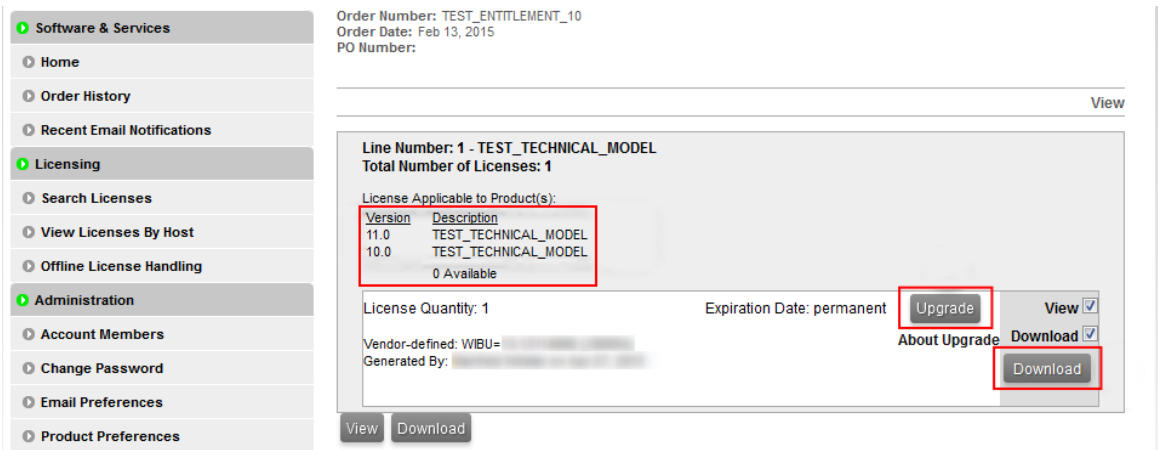 Software & Services
Home
Order History
Recent Email Notifications
Licensing
Search Licenses
View Licenses By Host
Offline License Handling
Administration
Account Members
Change Password
Email Preferences
Product Preferences
Order Number: TEST_ENTITLEMENT_10
Order Date: Feb 13, 2015
PO Number:
View
Line Number: 1 - TEST_TECHNICAL_MODEL
Total Number of Licenses: 1
License Applicable to Product(s):
Version Description
11.0 TEST_TECHNICAL_MODEL
10.0 TEST_TECHNICAL_MODEL
0 Available
License Quantity: 1 Expiration Date: permanent Upgrade View
About Upgrade Download
Vendor-defined: WIBU=
Generated By:
Download
View Download